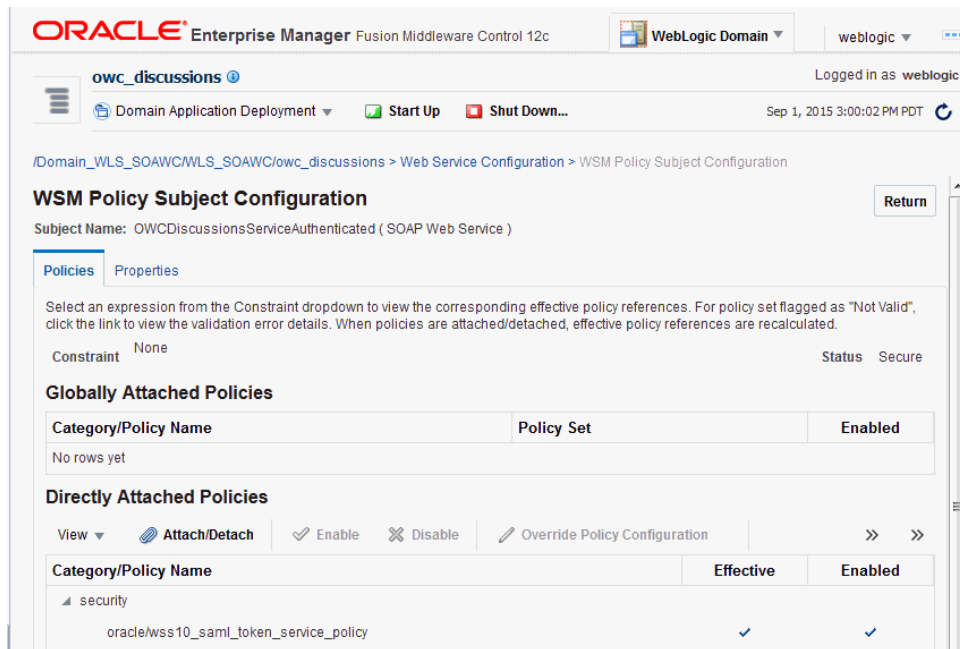 ORACLE Enterprise Manager Fusion Middleware Control 12c WebLogic Domain weblogic
owc_discussions Logged in as weblogic
Domain Application Deployment Start Up Shut Down... Sep 1, 2015 3:00:02 PM PDT
/Domain_WLS_SOAWC/WLS_SOAWC/owc_discussions > Web Service Configuration > WSM Policy Subject Configuration
WSM Policy Subject Configuration Return
Subject Name: OWCDiscussionsServiceAuthenticated ( SOAP Web Service )
Policies Properties
Select an expression from the Constraint dropdown to view the corresponding effective policy references. For policy set flagged as "Not Valid",
click the link to view the validation error details. When policies are attached/detached, effective policy references are recalculated.
Constraint None Status Secure
Globally Attached Policies
Category/Policy Name Policy Set Enabled
No rows yet
Directly Attached Policies
View Attach/Detach Enable Disable Override Policy Configuration
Category/Policy Name Effective Enabled
security
oracle/wss10_saml_token_service_policy